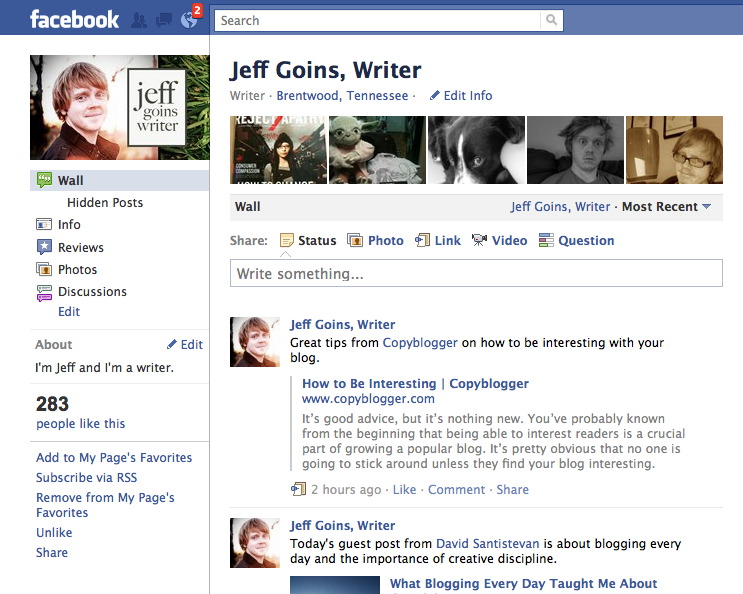 facebook
2
Search
jeff
goins
writer
Wall
Hidden Posts
Info
Reviews
Photos
Discussions
Edit
About
Edit
I'm Jeff and I'm a writer.
283
people like this
Add to My Page's Favorites
Subscribe via RSS
Remove from My Page's
Favorites
Unlike
Share
Jeff Goins, Writer
Writer · Brentwood, Tennessee · Edit Info
REJECT APATHY
CONSUMER
COMPASSION
HOW TO CHANGE
Wall
Jeff Goins, Writer · Most Recent
Share: Status Photo Link Video Question
Write something...
Jeff Goins, Writer
Great tips from Copyblogger on how to be interesting with your
blog.
How to Be Interesting | Copyblogger
www.copyblogger.com
It's good advice, but it's nothing new. You've probably known
from the beginning that being able to interest readers is a crucial
part of growing a popular blog. It's pretty obvious that no one is
going to stick around unless they find your blog interesting.
2 hours ago · Like · Comment · Share
Jeff Goins, Writer
Today's guest post from David Santistevan is about blogging every
day and the importance of creative discipline.
What Blogging Every Day Taught Me About